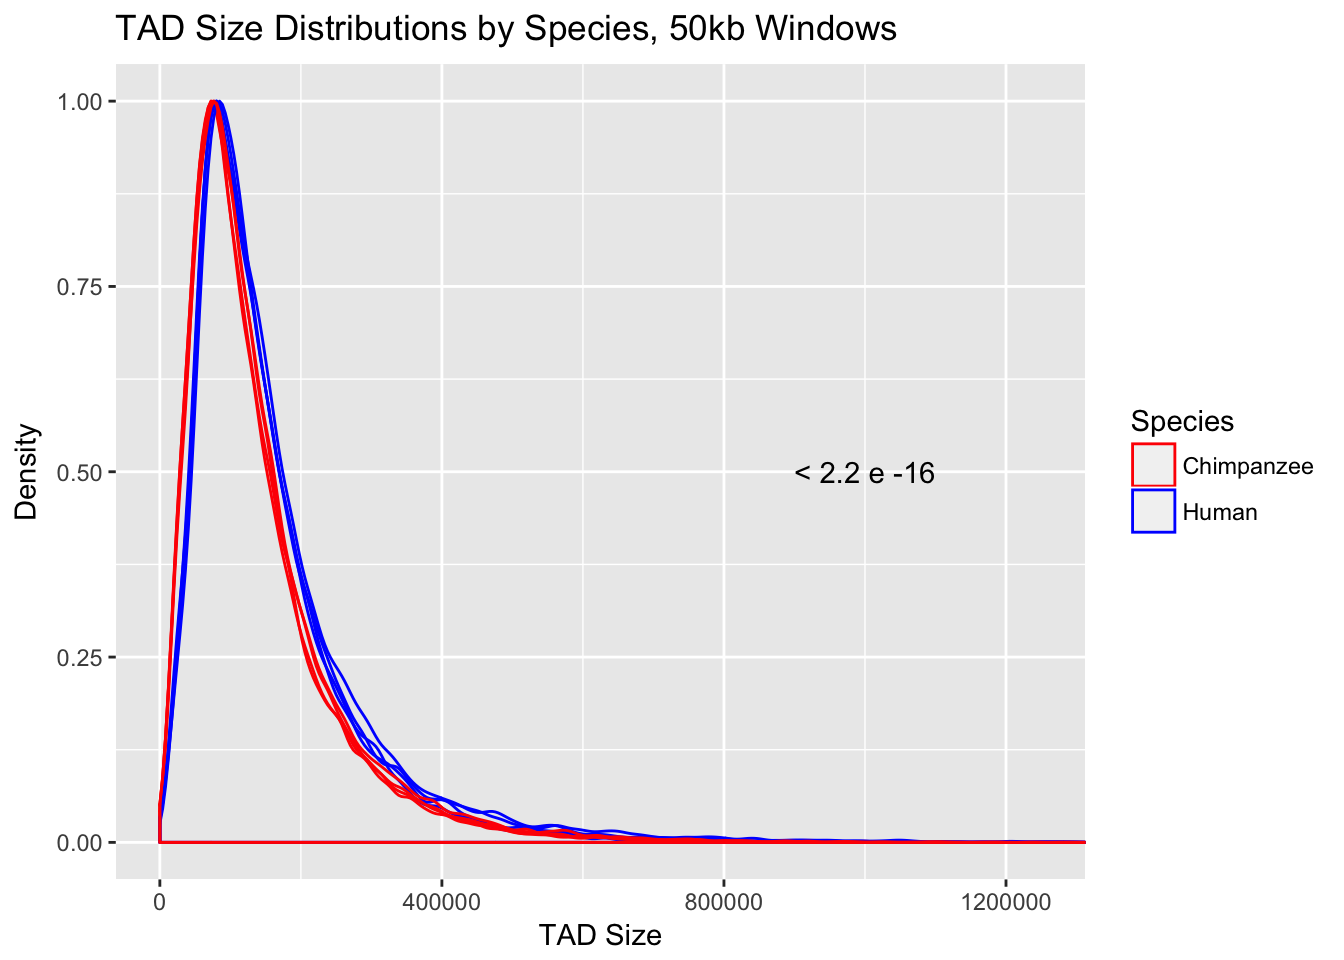 TAD Size Distributions by Species, 50kb Windows
1.00
0.75
0.50
0.25
0.00
Density
< 2.2 e -16
0
400000
800000
1200000
TAD Size
Species
Chimpanzee
Human